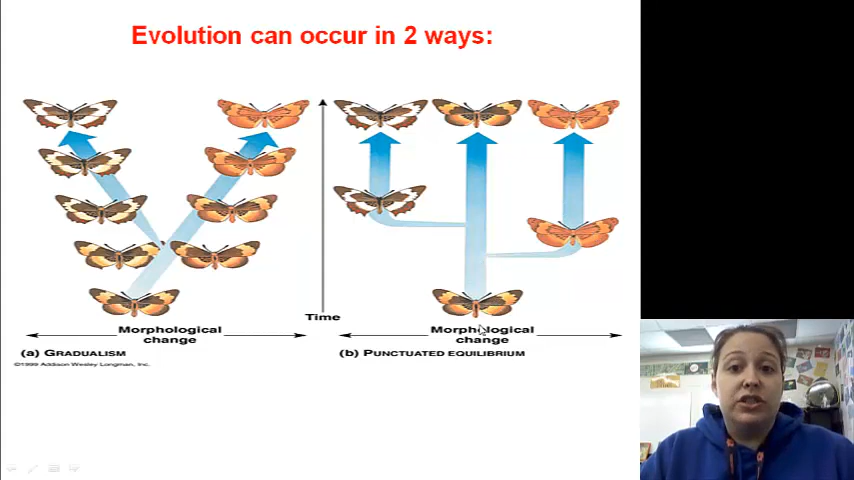 Evolution can occur in 2 ways:
Time
Morphological
change
(a) GRADUALISM
©1999 Addison Wesley Longman, Inc.
Morphological
change
(b) PUNCTUATED EQUILIBRIUM